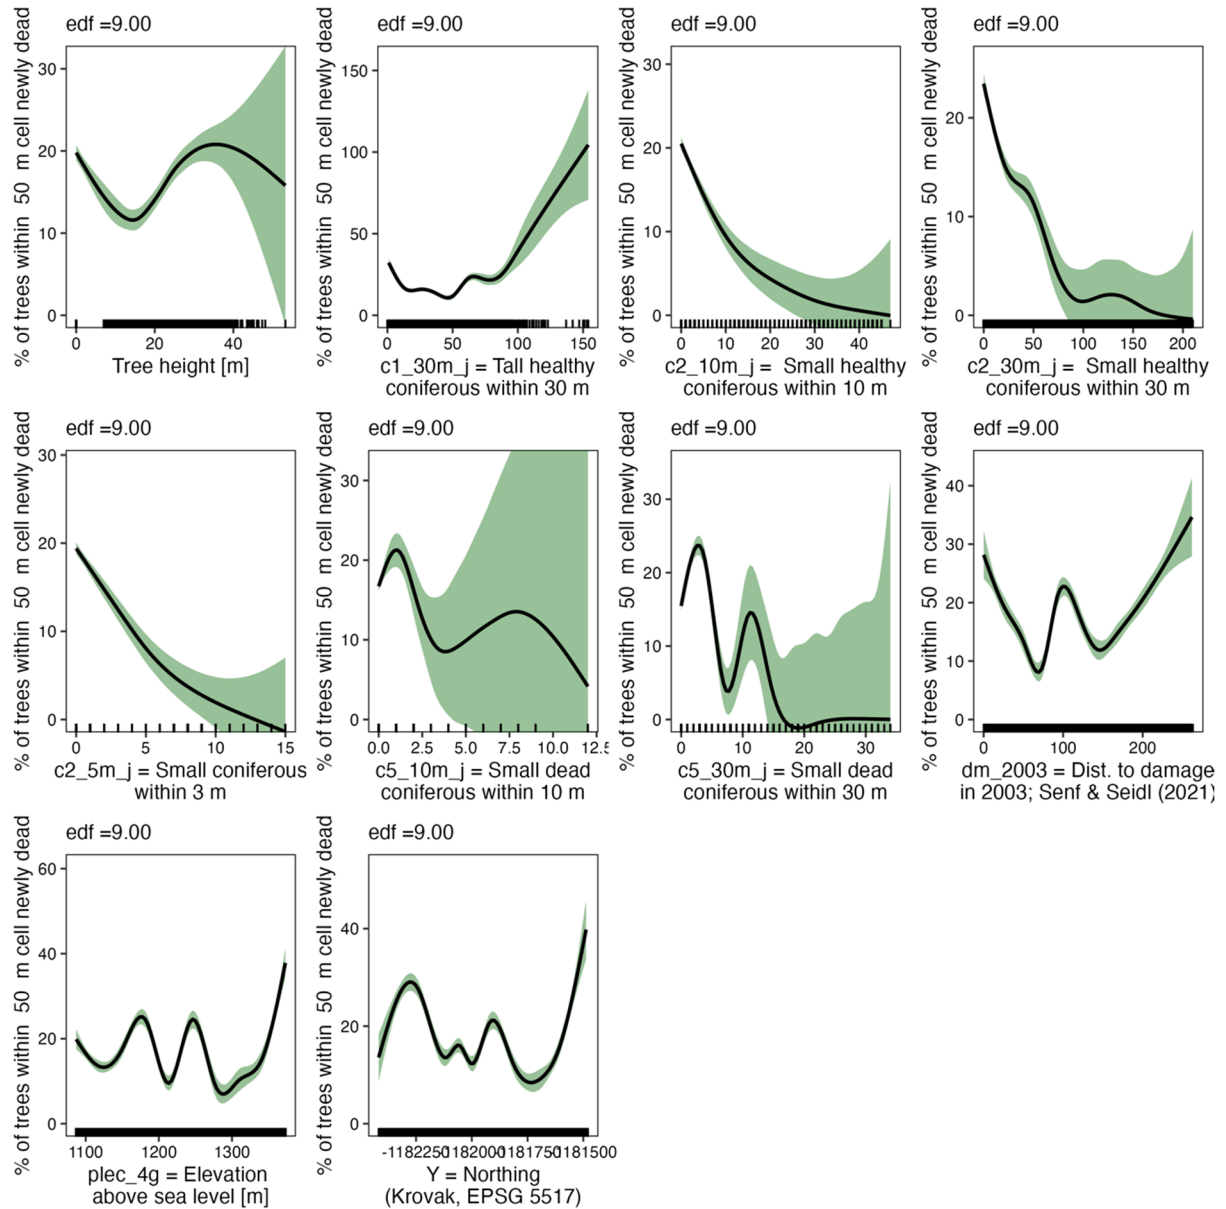 edf =9.00
% of trees within 50 m cell newly dead
30
20
10
0
0 20 40
Tree height [m]
edf =9.00
% of trees within 50 m cell newly dead
150
100
50
0
0 50 100 150
c1_30m_j = Tall healthy
coniferous within 30 m
edf =9.00
% of trees within 50 m cell newly dead
30
20
10
0
0 10 20 30 40
c2_10m_j = Small healthy
coniferous within 10 m
edf =9.00
% of trees within 50 m cell newly dead
20
10
0
0 50 100 150 200
c2_30m_j = Small healthy
coniferous within 30 m
edf =9.00
% of trees within 50 m cell newly dead
30
20
10
0
0 5 10 15
c2_5m_j = Small coniferous
within 3 m
edf =9.00
% of trees within 50 m cell newly dead
30
20
10
0
0.0 2.5 5.0 7.5 10.0 12.5
c5_10m_j = Small dead
coniferous within 10 m
edf =9.00
% of trees within 50 m cell newly dead
30
20
10
0
0 10 20 30
c5_30m_j = Small dead
coniferous within 30 m
edf =9.00
% of trees within 50 m cell newly dead
40
30
20
10
0
0 100 200
dm_2003 = Dist. to damage
in 2003; Senf & Seidl (2021)
edf =9.00
% of trees within 50 m cell newly dead
60
40
20
0
1100 1200 1300
plec_4g = Elevation
above sea level [m]
edf =9.00
% of trees within 50 m cell newly dead
40
20
0
-1182250 -1182000 -1181750 -1181500
Y = Northing
(Krovak, EPSG 5517)